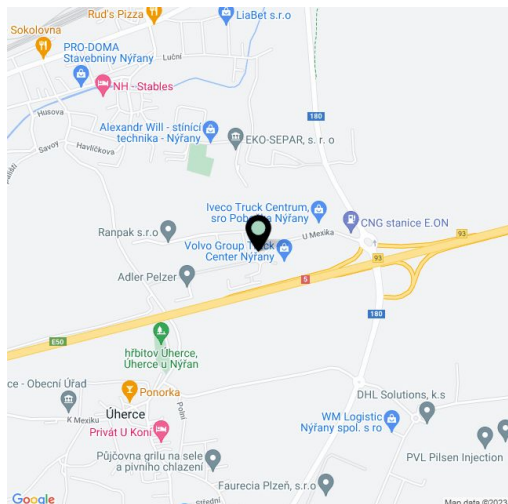 Rud's Pizza
LiaBet s.r.o
Sokolovna
Luční
PRO-DOMA
Stavebniny Nýřany
NH - Stables
180
Husova
Alexandr Will - stínící
technika - Nýřany
EKO-SEPAR, s. r. o
Havlíčkova
Savoy
Iveco Truck Centrum,
sro Pobočka Nýřany
CNG stanice E.ON
Ranpak s.r.o
U Mexika
93
Volvo Group Truck
Center Nýřany
93
Adler Pelzer
5
180
E50
hřbitov Úherce,
Úherce u Nýřan
ce - Obecní Úřad
Ponorka
DHL Solutions, k.s
Úherce
Polní
K Mexiku
WM Logistic
Nýřany spol. s ro
Privát U Koní
PVL Pilsen Injection
Půjčovna grilu na sele
a pivního chlazení
Faurecia Plzeň, s.r.o
Střední
Google
Map data ©2023